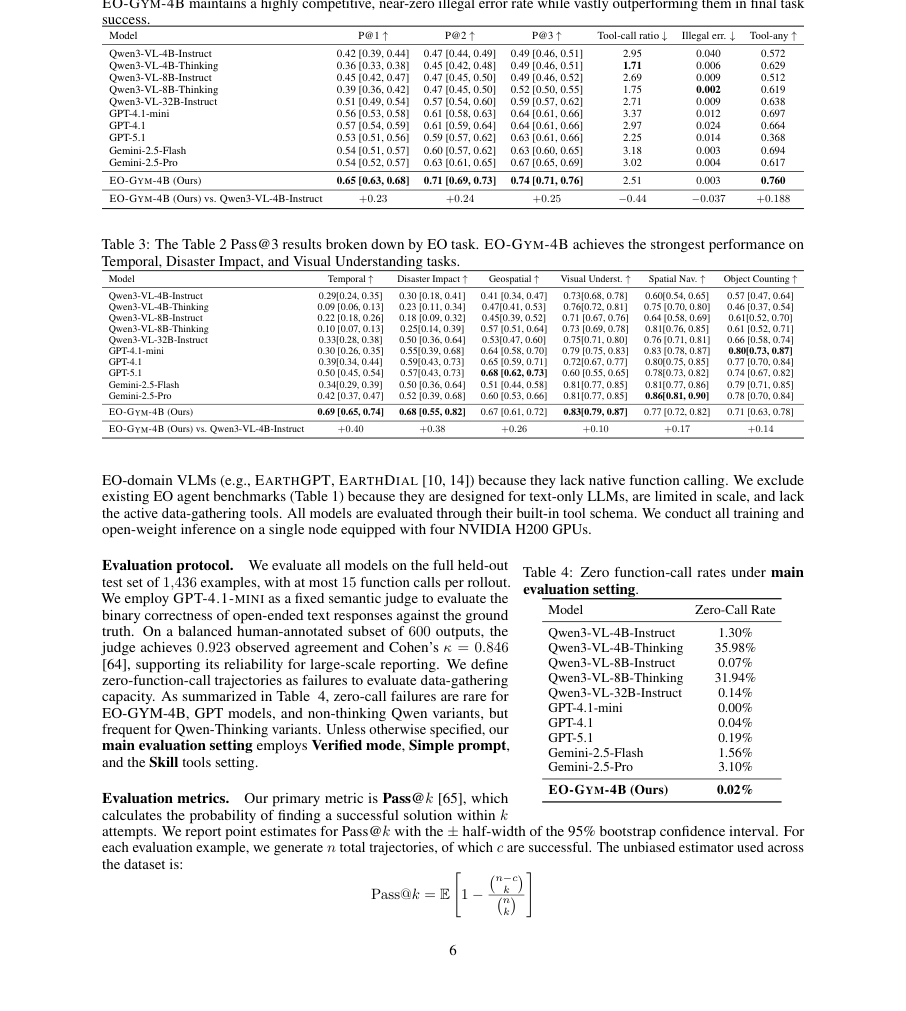 EO-GYM-4B maintains a highly competitive, near-zero illegal error rate while vastly outperforming them in final task
success.
Model P@1 ↑ P@2 ↑ P@3 ↑ Tool-call ratio ↓ Illegal err. ↓ Tool-any ↑
Qwen3-VL-4B-Instruct 0.42 [0.39, 0.44] 0.47 [0.44, 0.49] 0.49 [0.46, 0.51] 2.95 0.040 0.572
Qwen3-VL-4B-Thinking 0.36 [0.33, 0.38] 0.45 [0.42, 0.48] 0.49 [0.46, 0.51] 1.71 0.006 0.629
Qwen3-VL-8B-Instruct 0.45 [0.42, 0.47] 0.47 [0.45, 0.50] 0.49 [0.46, 0.52] 2.69 0.009 0.512
Qwen3-VL-8B-Thinking 0.39 [0.36, 0.42] 0.47 [0.45, 0.50] 0.52 [0.50, 0.55] 1.75 0.002 0.619
Qwen3-VL-32B-Instruct 0.51 [0.49, 0.54] 0.57 [0.54, 0.60] 0.59 [0.57, 0.62] 2.71 0.009 0.638
GPT-4.1-mini 0.56 [0.53, 0.58] 0.61 [0.58, 0.63] 0.64 [0.61, 0.66] 3.37 0.012 0.697
GPT-4.1 0.57 [0.54, 0.59] 0.61 [0.59, 0.64] 0.64 [0.61, 0.66] 2.97 0.024 0.664
GPT-5.1 0.53 [0.51, 0.56] 0.59 [0.57, 0.62] 0.63 [0.61, 0.66] 2.25 0.014 0.368
Gemini-2.5-Flash 0.54 [0.51, 0.57] 0.60 [0.57, 0.62] 0.63 [0.60, 0.65] 3.18 0.003 0.694
Gemini-2.5-Pro 0.54 [0.52, 0.57] 0.63 [0.61, 0.65] 0.67 [0.65, 0.69] 3.02 0.004 0.617
EO-GYM-4B (Ours) 0.65 [0.63, 0.68] 0.71 [0.69, 0.73] 0.74 [0.71, 0.76] 2.51 0.003 0.760
EO-GYM-4B (Ours) vs. Qwen3-VL-4B-Instruct +0.23 +0.24 +0.25 −0.44 −0.037 +0.188
Table 3: The Table 2 Pass@3 results broken down by EO task. EO-GYM-4B achieves the strongest performance on
Temporal, Disaster Impact, and Visual Understanding tasks.
Model Temporal ↑ Disaster Impact ↑ Geospatial ↑ Visual Underst. ↑ Spatial Nav. ↑ Object Counting ↑
Qwen3-VL-4B-Instruct 0.29[0.24, 0.35] 0.30 [0.18, 0.41] 0.41 [0.34, 0.47] 0.73[0.68, 0.78] 0.60[0.54, 0.65] 0.57 [0.47, 0.64]
Qwen3-VL-4B-Thinking 0.09 [0.06, 0.13] 0.23 [0.11, 0.34] 0.47[0.41, 0.53] 0.76[0.72, 0.81] 0.75 [0.70, 0.80] 0.46 [0.37, 0.54]
Qwen3-VL-8B-Instruct 0.22 [0.18, 0.26] 0.18 [0.09, 0.32] 0.45[0.39, 0.52] 0.71 [0.67, 0.76] 0.64 [0.58, 0.69] 0.61[0.52, 0.70]
Qwen3-VL-8B-Thinking 0.10 [0.07, 0.13] 0.25[0.14, 0.39] 0.57 [0.51, 0.64] 0.73 [0.69, 0.78] 0.81[0.76, 0.85] 0.61 [0.52, 0.71]
Qwen3-VL-32B-Instruct 0.33[0.28, 0.38] 0.50 [0.36, 0.64] 0.53[0.47, 0.60] 0.75[0.71, 0.80] 0.76 [0.71, 0.81] 0.66 [0.58, 0.74]
GPT-4.1-mini 0.30 [0.26, 0.35] 0.55[0.39, 0.68] 0.64 [0.58, 0.70] 0.79 [0.75, 0.83] 0.83 [0.78, 0.87] 0.80[0.73, 0.87]
GPT-4.1 0.39[0.34, 0.44] 0.59[0.43, 0.73] 0.65 [0.59, 0.71] 0.72[0.67, 0.77] 0.80[0.75, 0.85] 0.77 [0.70, 0.84]
GPT-5.1 0.50 [0.45, 0.54] 0.57[0.43, 0.73] 0.68 [0.62, 0.73] 0.60 [0.55, 0.65] 0.78[0.73, 0.82] 0.74 [0.67, 0.82]
Gemini-2.5-Flash 0.34[0.29, 0.39] 0.50 [0.36, 0.64] 0.51 [0.44, 0.58] 0.81[0.77, 0.85] 0.81[0.77, 0.86] 0.79 [0.71, 0.85]
Gemini-2.5-Pro 0.42 [0.37, 0.47] 0.52 [0.39, 0.68] 0.60 [0.53, 0.66] 0.81[0.77, 0.85] 0.86[0.81, 0.90] 0.78 [0.70, 0.84]
EO-GYM-4B (Ours) 0.69 [0.65, 0.74] 0.68 [0.55, 0.82] 0.67 [0.61, 0.72] 0.83[0.79, 0.87] 0.77 [0.72, 0.82] 0.71 [0.63, 0.78]
EO-GYM-4B (Ours) vs. Qwen3-VL-4B-Instruct +0.40 +0.38 +0.26 +0.10 +0.17 +0.14
EO-domain VLMs (e.g., EARTHGPT, EARTHDIAL [10, 14]) because they lack native function calling. We exclude
existing EO agent benchmarks (Table 1) because they are designed for text-only LLMs, are limited in scale, and lack
the active data-gathering tools. All models are evaluated through their built-in tool schema. We conduct all training and
open-weight inference on a single node equipped with four NVIDIA H200 GPUs.
Evaluation protocol. We evaluate all models on the full held-out
test set of 1,436 examples, with at most 15 function calls per rollout.
We employ GPT-4.1-MINI as a fixed semantic judge to evaluate the
binary correctness of open-ended text responses against the ground
truth. On a balanced human-annotated subset of 600 outputs, the
judge achieves 0.923 observed agreement and Cohen's κ = 0.846
[64], supporting its reliability for large-scale reporting. We define
zero-function-call trajectories as failures to evaluate data-gathering
capacity. As summarized in Table 4, zero-call failures are rare for
EO-GYM-4B, GPT models, and non-thinking Qwen variants, but
frequent for Qwen-Thinking variants. Unless otherwise specified, our
main evaluation setting employs Verified mode, Simple prompt,
and the Skill tools setting.
Table 4: Zero function-call rates under main
evaluation setting.
Model Zero-Call Rate
Qwen3-VL-4B-Instruct 1.30%
Qwen3-VL-4B-Thinking 35.98%
Qwen3-VL-8B-Instruct 0.07%
Qwen3-VL-8B-Thinking 31.94%
Qwen3-VL-32B-Instruct 0.14%
GPT-4.1-mini 0.00%
GPT-4.1 0.04%
GPT-5.1 0.19%
Gemini-2.5-Flash 1.56%
Gemini-2.5-Pro 3.10%
EO-GYM-4B (Ours) 0.02%
Evaluation metrics. Our primary metric is Pass@k [65], which
calculates the probability of finding a successful solution within k
attempts. We report point estimates for Pass@k with the ± half-width of the 95% bootstrap confidence interval. For
each evaluation example, we generate n total trajectories, of which c are successful. The unbiased estimator used across
the dataset is:
Pass@k = 𝔼 [1 − (n−c k) / (n k)]
6